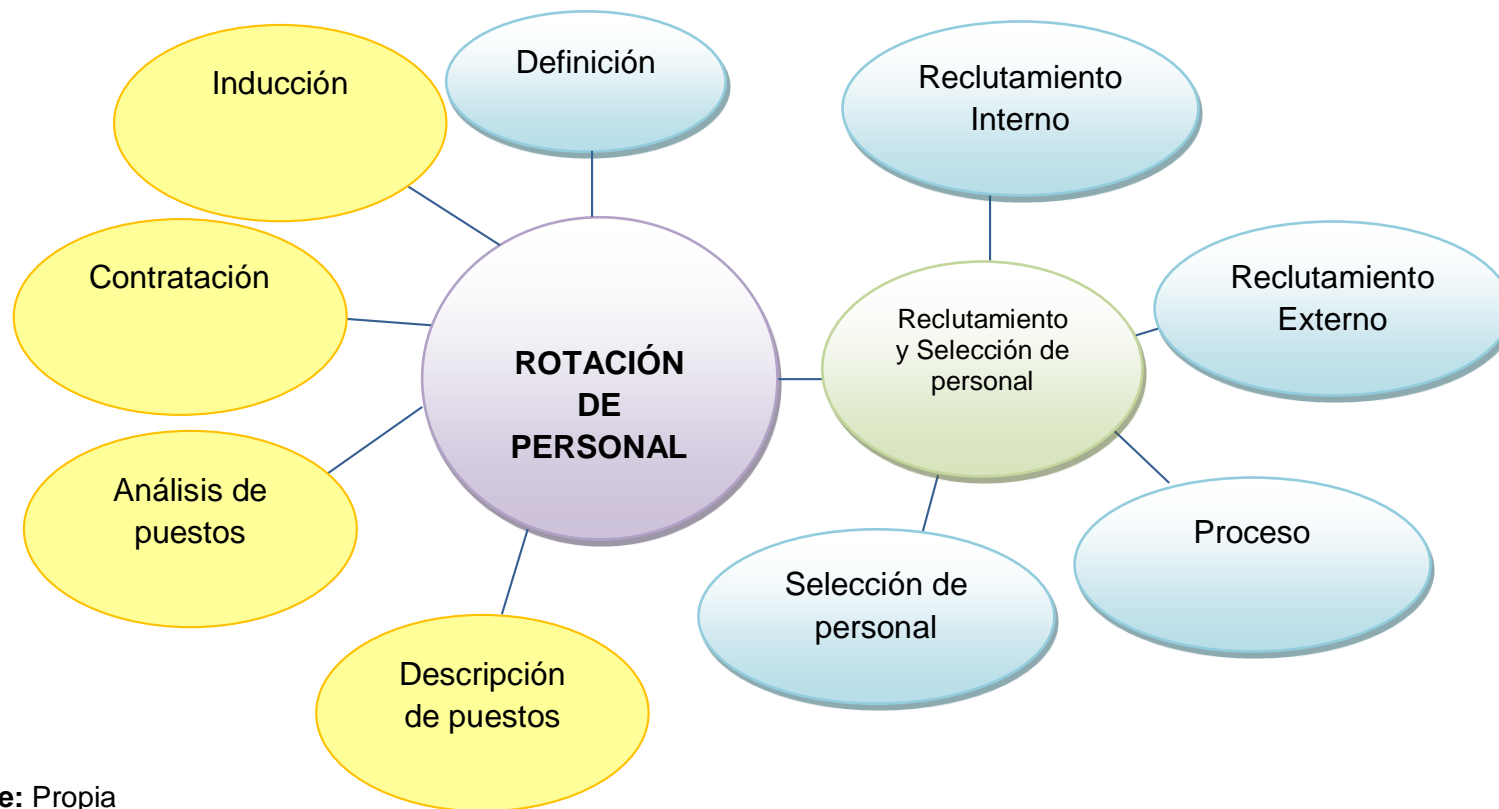 Inducción
Definición
Reclutamiento
Interno
Contratación
Reclutamiento
Externo
ROTACIÓN
DE
PERSONAL
Reclutamiento
y Selección de
personal
Análisis de
puestos
Proceso
Selección de
personal
Descripción
de puestos
e: Propia